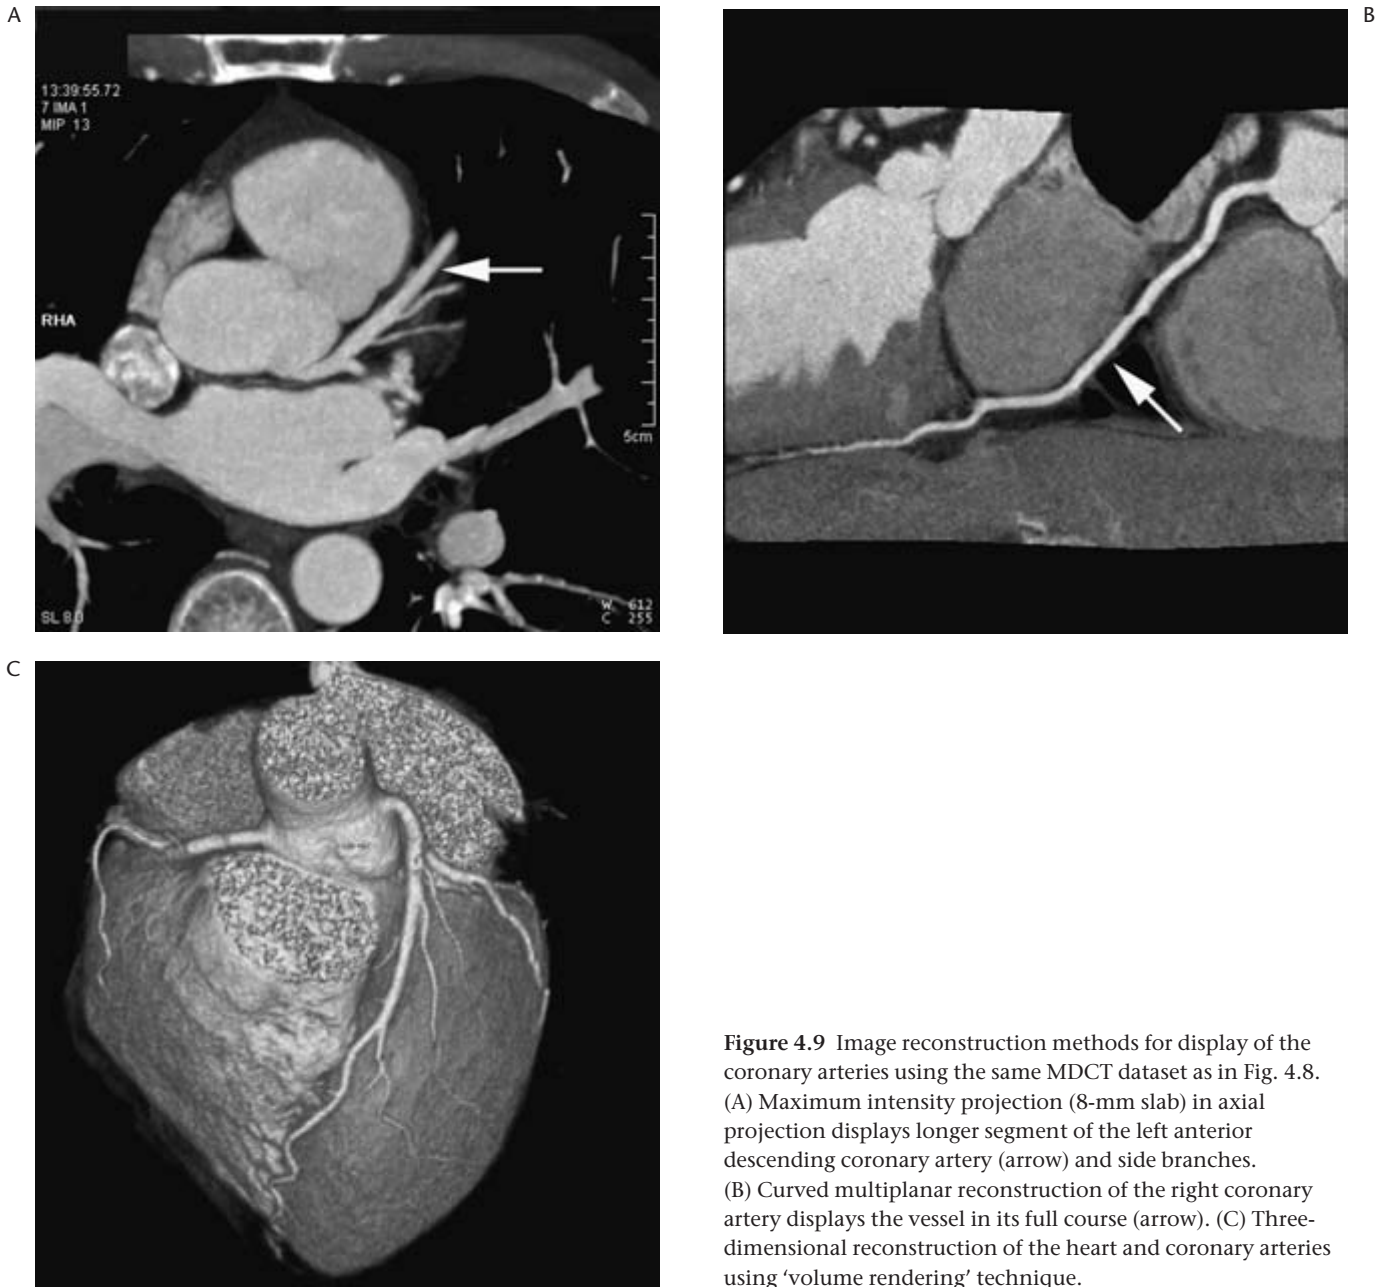 A
B
13:39:55.72
7 IMA 1
MIP 13
RHA
5cm
SL 8.0
W 612
C 255
C
Figure 4.9 Image reconstruction methods for display of the
coronary arteries using the same MDCT dataset as in Fig. 4.8.
(A) Maximum intensity projection (8-mm slab) in axial
projection displays longer segment of the left anterior
descending coronary artery (arrow) and side branches.
(B) Curved multiplanar reconstruction of the right coronary
artery displays the vessel in its full course (arrow). (C) Three-
dimensional reconstruction of the heart and coronary arteries
using ‘volume rendering’ technique.